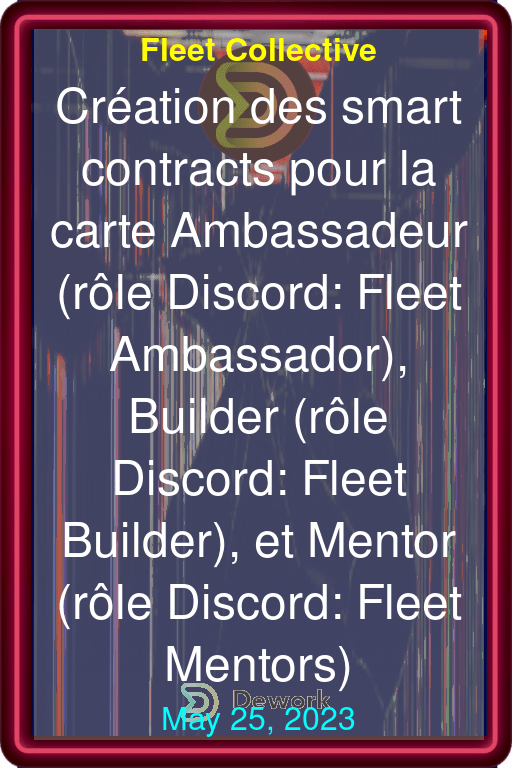 Fleet Collective
Création des smart
contracts pour la
carte Ambassadeur
(rôle Discord: Fleet
Ambassador),
Builder (rôle
Discord: Fleet
Builder), et Mentor
(rôle Discord: Fleet
Mentors)
Dework
May 25, 2023